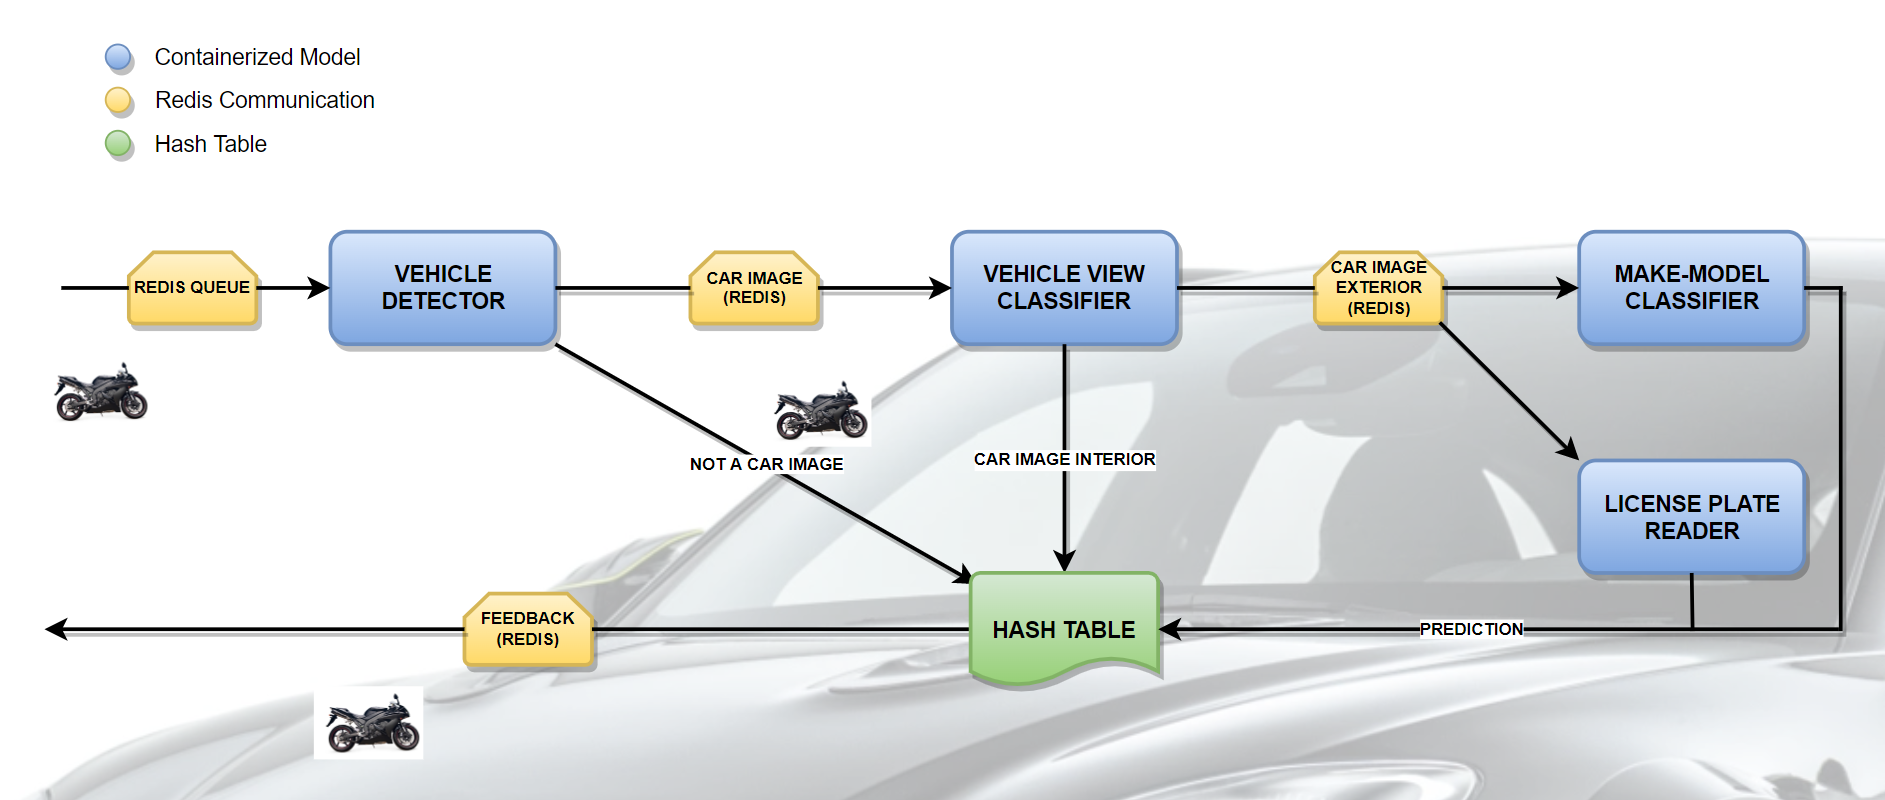 Containerized Model
Redis Communication
Hash Table
REDIS QUEUE
VEHICLE
DETECTOR
CAR IMAGE
(REDIS)
VEHICLE VIEW
CLASSIFIER
CAR IMAGE
EXTERIOR
(REDIS)
MAKE-MODEL
CLASSIFIER
NOT A CAR IMAGE
CAR IMAGE INTERIOR
LICENSE PLATE
READER
FEEDBACK
(REDIS)
HASH TABLE
PREDICTION